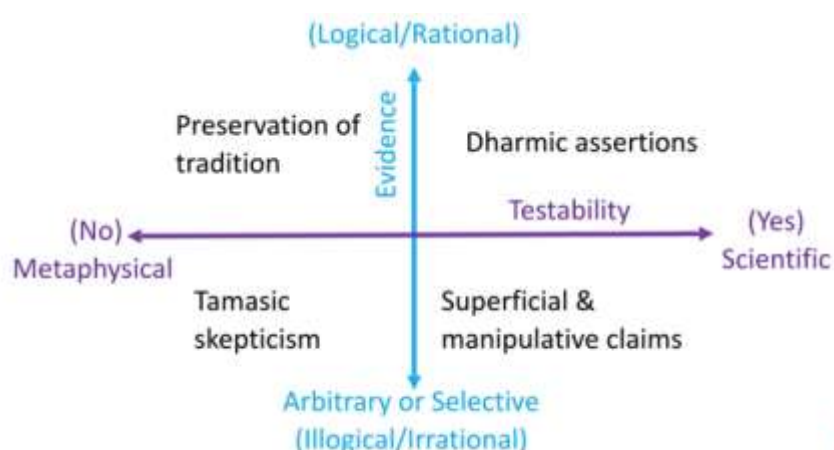 (Logical/Rational)
Evidence
Preservation of
tradition
Dharmic assertions
Testability
(No)
Metaphysical
(Yes)
Scientific
Tamasic
skepticism
Superficial &
manipulative claims
Arbitrary or Selective
(Illogical/Irrational)